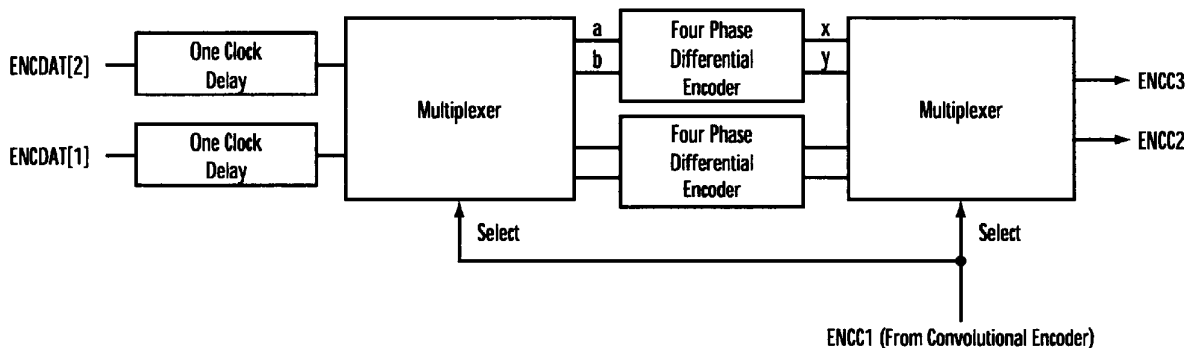 ENCDAT[2]
One Clock
Delay
ENCDAT[1]
One Clock
Delay
Multiplexer
a
b
Four Phase
Differential
Encoder
x
y
Four Phase
Differential
Encoder
Multiplexer
ENCC3
ENCC2
Select
Select
ENCC1 (From Convolutional Encoder)